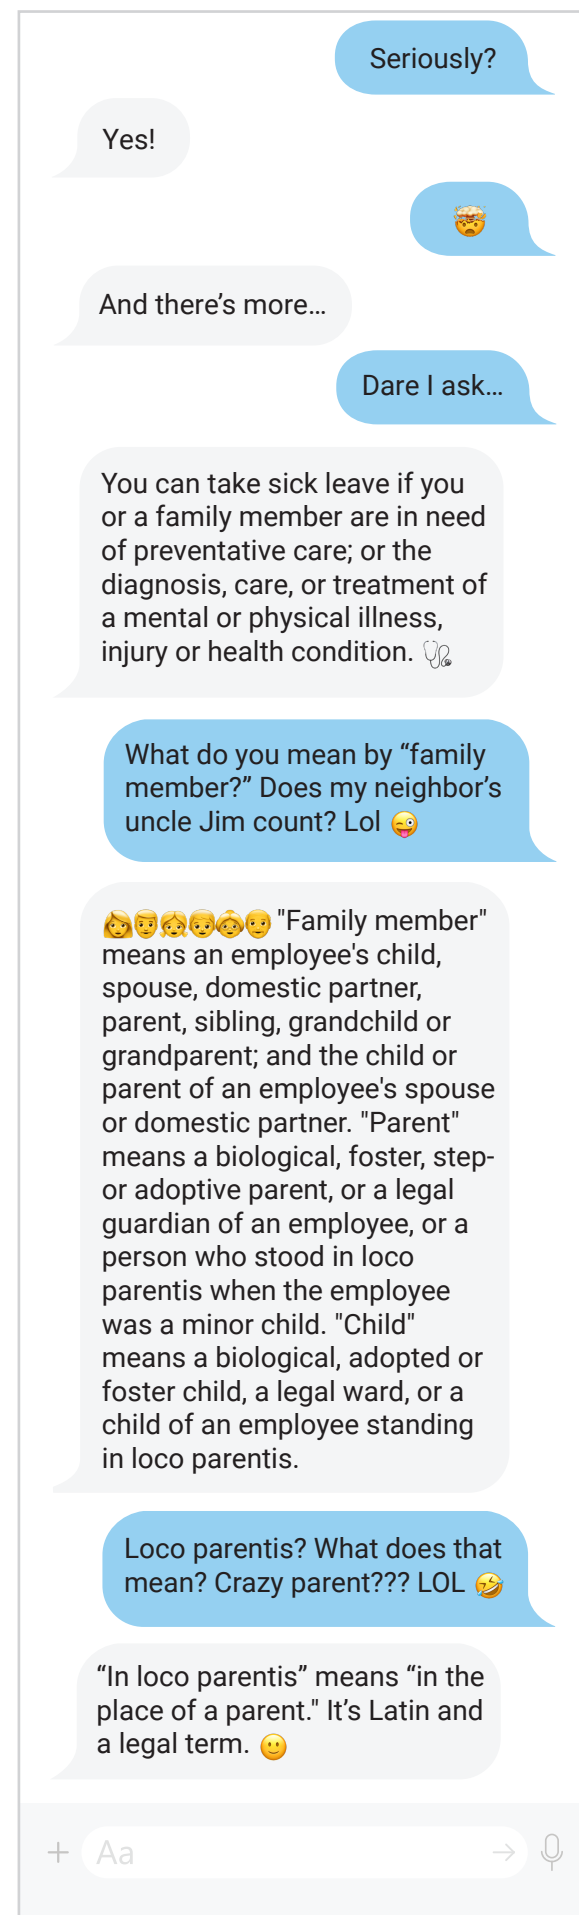 Seriously?
Yes!
🤯
And there’s more…
Dare I ask…
You can take sick leave if you
or a family member are in need
of preventative care; or the
diagnosis, care, or treatment of
a mental or physical illness,
injury or health condition. 🩺
What do you mean by “family
member?” Does my neighbor’s
uncle Jim count? Lol 😜
👩👨👧👦👵👴 "Family member"
means an employee's child,
spouse, domestic partner,
parent, sibling, grandchild or
grandparent; and the child or
parent of an employee's spouse
or domestic partner. "Parent"
means a biological, foster, step-
or adoptive parent, or a legal
guardian of an employee, or a
person who stood in loco
parentis when the employee
was a minor child. "Child"
means a biological, adopted or
foster child, a legal ward, or a
child of an employee standing
in loco parentis.
Loco parentis? What does that
mean? Crazy parent??? LOL 🤣
“In loco parentis” means “in the
place of a parent." It’s Latin and
a legal term. 🙂
Aa